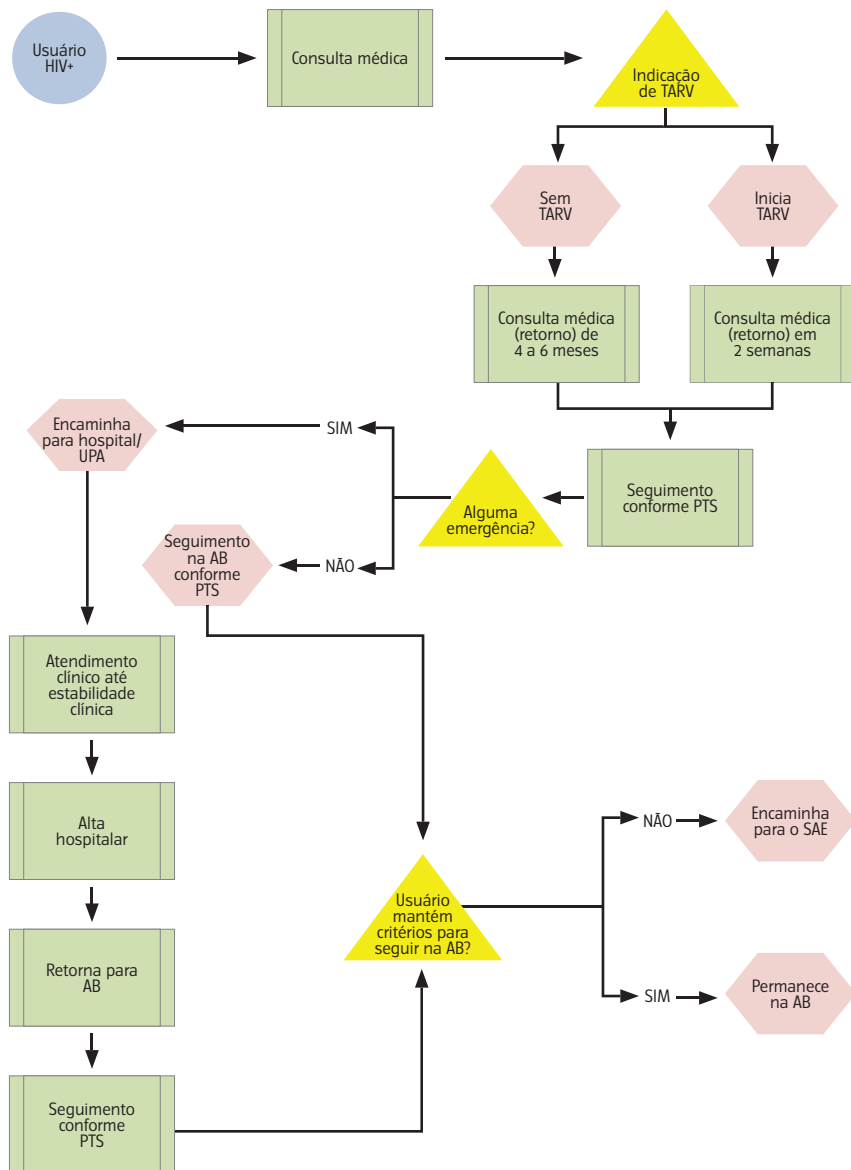 Usuário
HIV+
Consulta médica
Indicação
de TARV
Sem
TARV
Inicia
TARV
Consulta médica
(retorno) de
4 a 6 meses
Consulta médica
(retorno) em
2 semanas
Seguimento
conforme PTS
Alguma
emergência?
SIM
Encaminha
para hospital/
UPA
NÃO
Seguimento
na AB
conforme
PTS
Atendimento
clínico até
estabilidade
clínica
Alta
hospitalar
Retorna para
AB
Seguimento
conforme
PTS
Usuário
mantém
critérios para
seguir na AB?
NÃO
Encaminha
para o SAE
SIM
Permanece
na AB